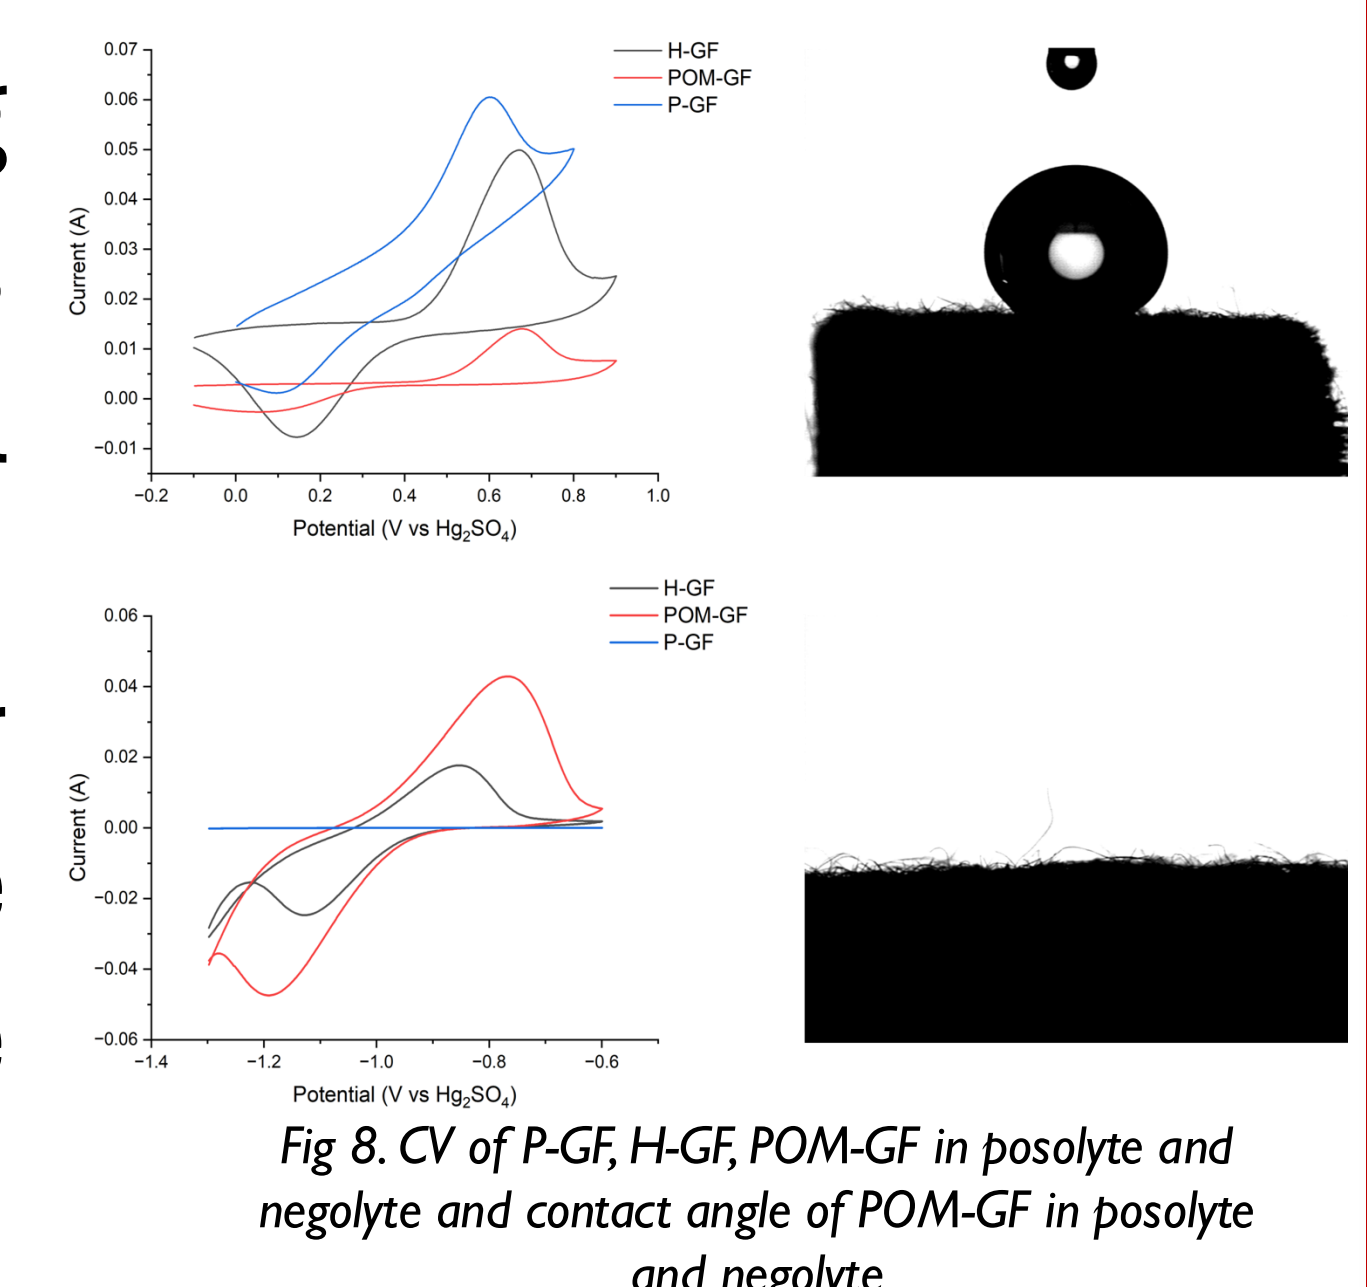 H-GF
POM-GF
P-GF
0.07
0.06
0.05
0.04
0.03
0.02
0.01
0.00
−0.01
Current (A)
−0.2 0.0 0.2 0.4 0.6 0.8 1.0
Potential (V vs Hg₂SO₄)
H-GF
POM-GF
P-GF
0.06
0.04
0.02
0.00
−0.02
−0.04
−0.06
Current (A)
−1.4 −1.2 −1.0 −0.8 −0.6
Potential (V vs Hg₂SO₄)
Fig 8. CV of P-GF, H-GF, POM-GF in posolyte and
negolyte and contact angle of POM-GF in posolyte
and negolyte